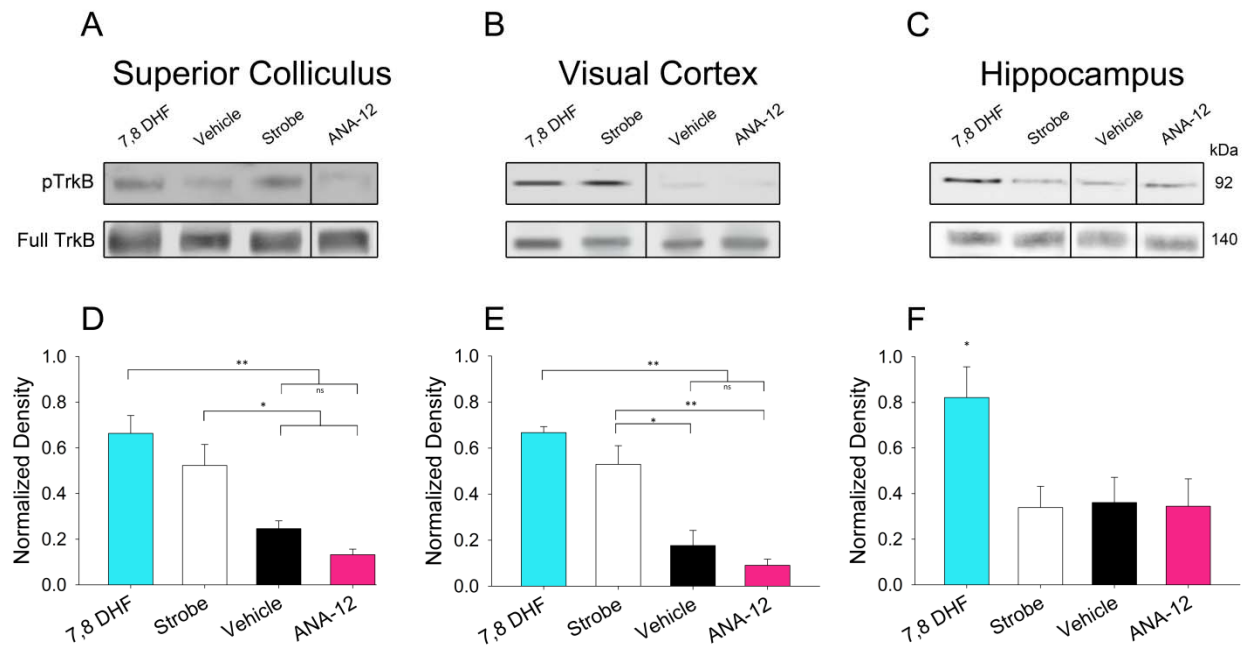 A
B
C
Superior Colliculus
Visual Cortex
Hippocampus
7,8 DHF
Vehicle
Strobe
ANA-12
7,8 DHF
Strobe
Vehicle
ANA-12
7,8 DHF
Strobe
Vehicle
ANA-12
kDa
pTrkB
92
Full TrkB
140
D
E
F
Normalized Density
1.0
0.8
0.6
0.4
0.2
0.0
**
ns
*
7,8 DHF
Strobe
Vehicle
ANA-12
Normalized Density
1.0
0.8
0.6
0.4
0.2
0.0
**
ns
**
*
7,8 DHF
Strobe
Vehicle
ANA-12
Normalized Density
1.0
0.8
0.6
0.4
0.2
0.0
*
7,8 DHF
Strobe
Vehicle
ANA-12